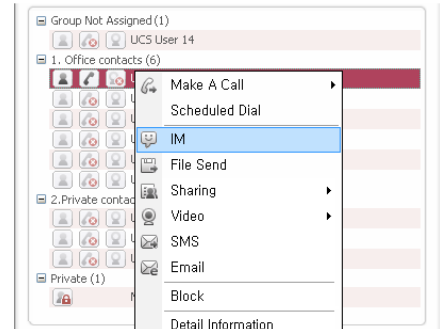 Group Not Assigned (1)
UCS User 14
1. Office contacts (6)
Make A Call
Scheduled Dial
IM
File Send
Sharing
2.Private contac
Video
SMS
Email
Private (1)
Block
Detail Information